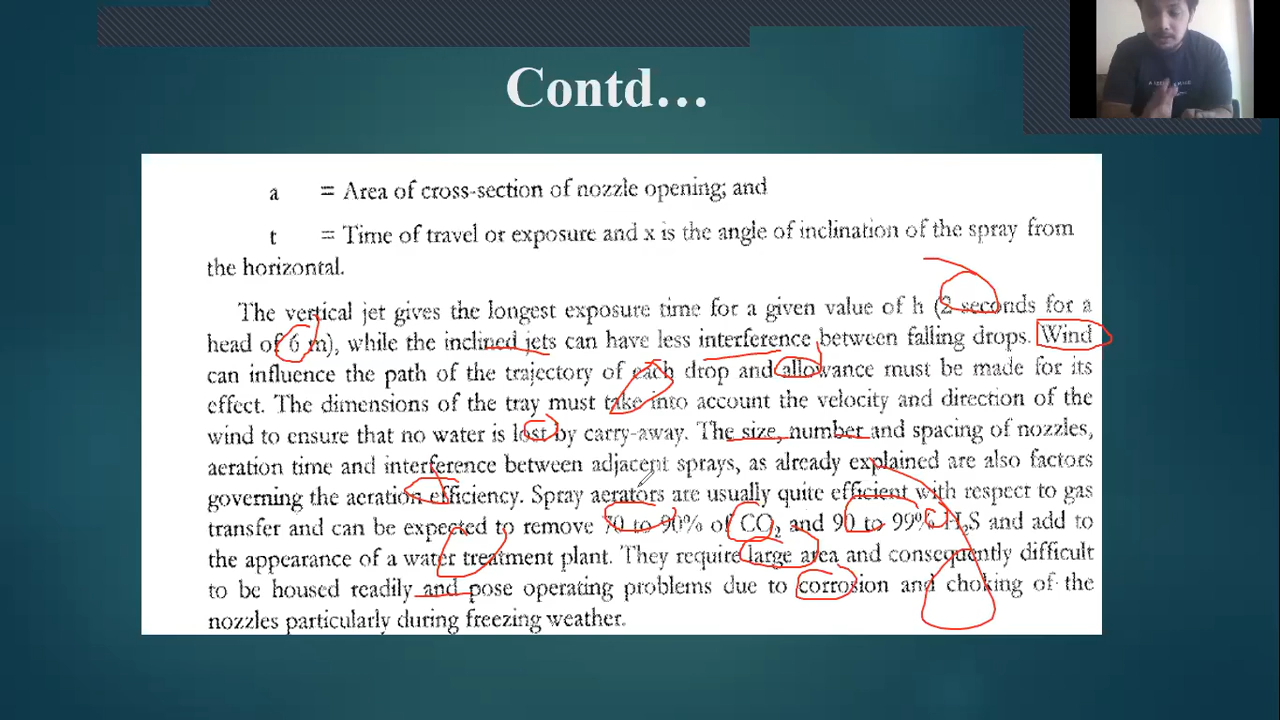 Contd…
a = Area of cross-section of nozzle opening; and
t = Time of travel or exposure and x is the angle of inclination of the spray from
the horizontal.
The vertical jet gives the longest exposure time for a given value of h (2 seconds for a
head of 6 m), while the inclined jets can have less interference between falling drops. Wind
can influence the path of the trajectory of each drop and allowance must be made for its
effect. The dimensions of the tray must take into account the velocity and direction of the
wind to ensure that no water is lost by carry-away. The size, number and spacing of nozzles,
aeration time and interference between adjacent sprays, as already explained are also factors
governing the aeration efficiency. Spray aerators are usually quite efficient with respect to gas
transfer and can be expected to remove 70 to 90% of CO₂ and 90 to 99% H₂S and add to
the appearance of a water treatment plant. They require large area and consequently difficult
to be housed readily and pose operating problems due to corrosion and choking of the
nozzles particularly during freezing weather.